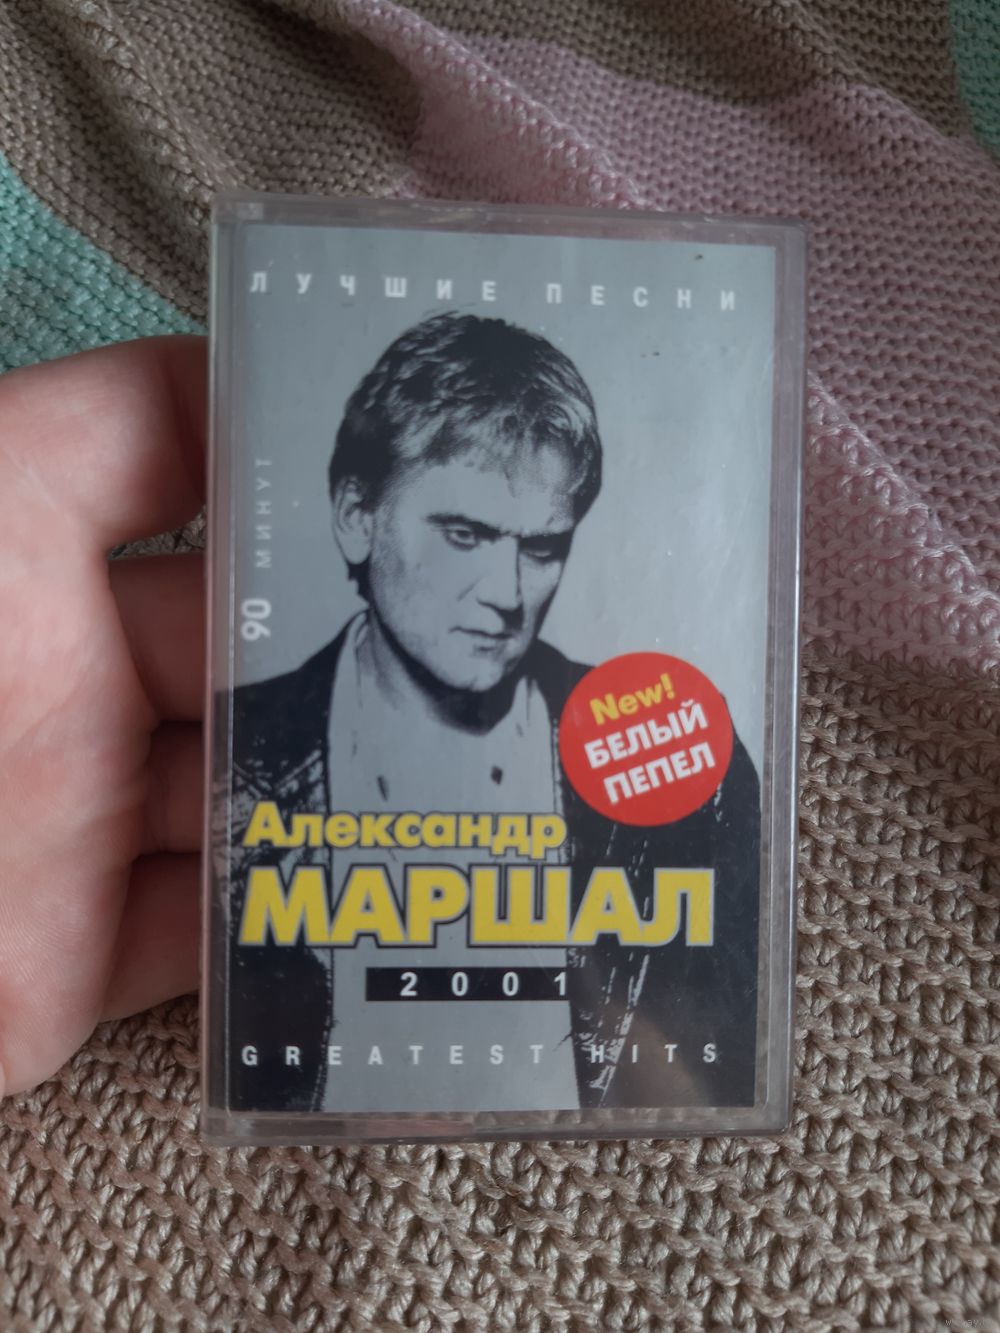 ЛУЧШИЕ ПЕСНИ
90 МИНУТ
New!
БЕЛЫЙ
ПЕПЕЛ
Александр
МАРШАЛ
2001
GREATEST HITS